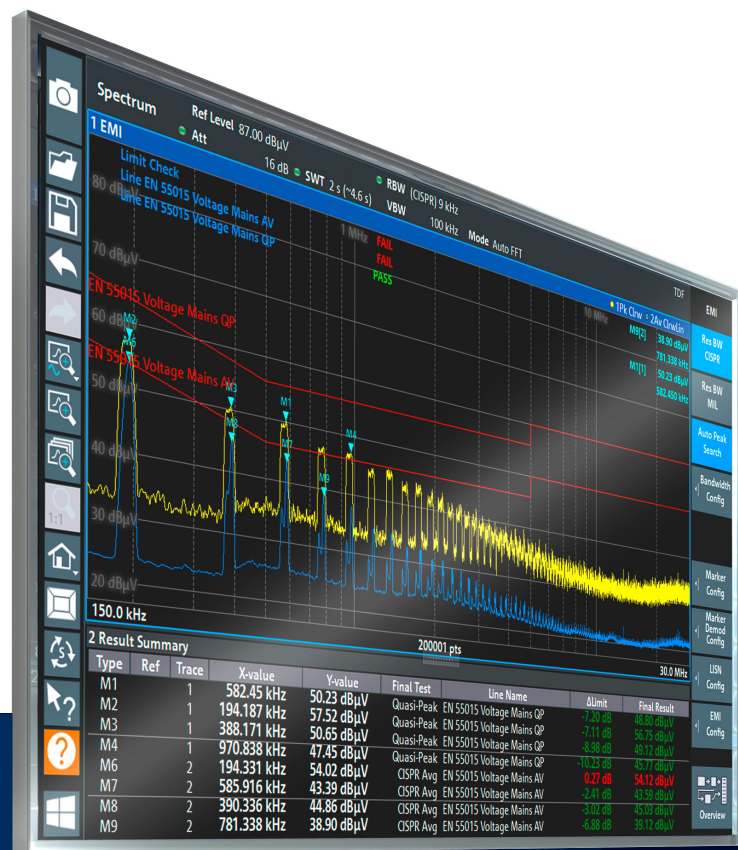 Spectrum
Ref Level 87.00 dBµV
Att 16 dB SWT 2 s (~4.6 s) RBW (CISPR) 9 kHz
VBW 100 kHz Mode Auto FFT
TDF
1 EMI
1Pk Clrw 2Av ClrwLin
Limit Check FAIL
Line EN 55015 Voltage Mains AV FAIL
Line EN 55015 Voltage Mains QP PASS
M9[2] 38.90 dBµV
781.338 kHz
M1[1] 50.23 dBµV
582.450 kHz
80 dBµV
1 MHz
10 MHz
70 dBµV
EN 55015 Voltage Mains QP
60 dBµV
M2
M6
EN 55015 Voltage Mains AV
50 dBµV
M3
M1
M8
M7
M4
M9
40 dBµV
30 dBµV
20 dBµV
150.0 kHz
200001 pts
30.0 MHz
2 Result Summary
Type Ref Trace X-value Y-value Final Test Line Name ΔLimit Final Result
M1 1 582.45 kHz 50.23 dBµV Quasi-Peak EN 55015 Voltage Mains QP -7.20 dB 48.80 dBµV
M2 1 194.187 kHz 57.52 dBµV Quasi-Peak EN 55015 Voltage Mains QP -7.11 dB 56.75 dBµV
M3 1 388.171 kHz 50.65 dBµV Quasi-Peak EN 55015 Voltage Mains QP -8.98 dB 49.12 dBµV
M4 1 970.838 kHz 47.45 dBµV Quasi-Peak EN 55015 Voltage Mains QP -10.23 dB 45.77 dBµV
M6 2 194.331 kHz 54.02 dBµV CISPR Avg EN 55015 Voltage Mains AV 0.27 dB 54.12 dBµV
M7 2 585.916 kHz 43.39 dBµV CISPR Avg EN 55015 Voltage Mains AV -2.41 dB 43.59 dBµV
M8 2 390.336 kHz 44.86 dBµV CISPR Avg EN 55015 Voltage Mains AV -3.02 dB 45.03 dBµV
M9 2 781.338 kHz 38.90 dBµV CISPR Avg EN 55015 Voltage Mains AV -6.88 dB 39.12 dBµV
1:1
EMI
Res BW
CISPR
Res BW
MIL
Auto Peak
Search
Bandwidth
Config
Marker
Config
Marker
Demod
Config
LISN
Config
EMI
Config
Overview